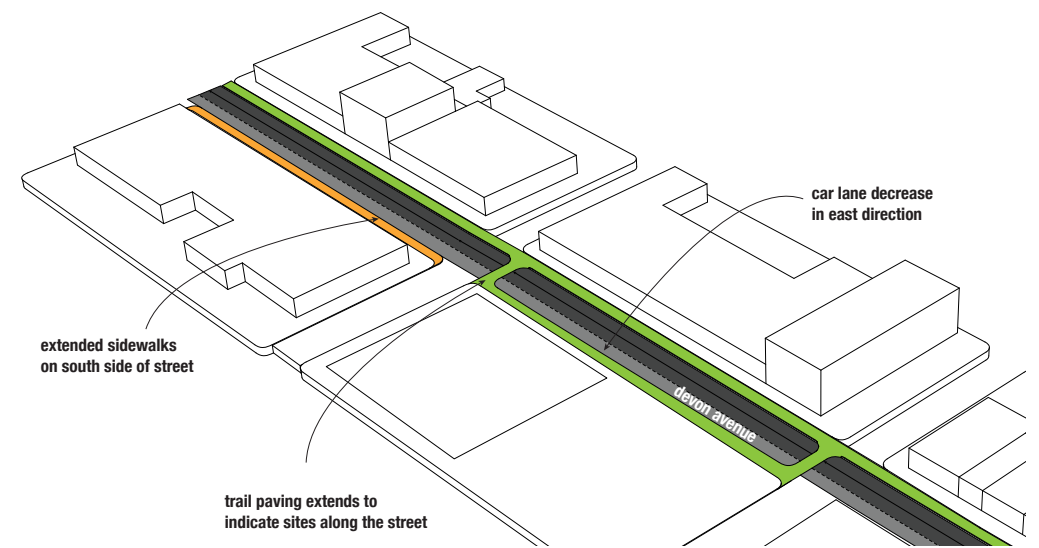 car lane decrease
in east direction
extended sidewalks
on south side of street
devon avenue
trail paving extends to
indicate sites along the street